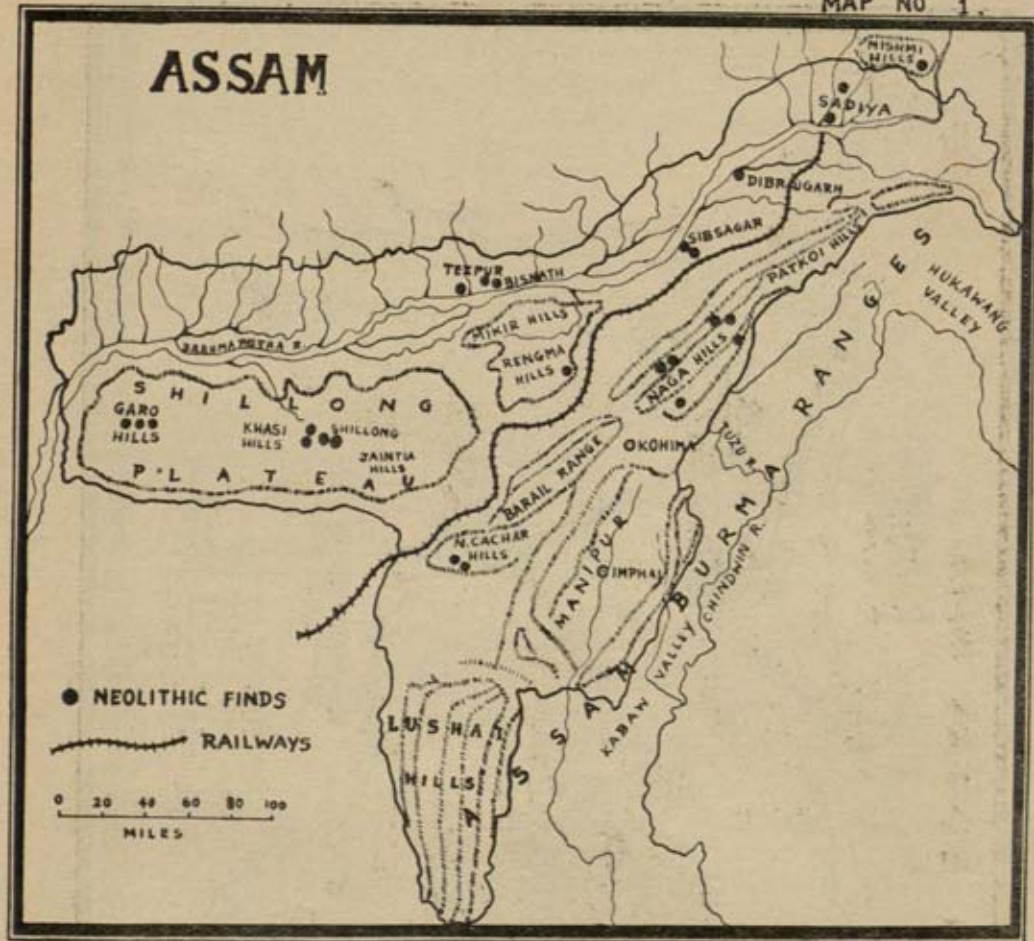 MAP NO 1.
ASSAM
MISHMI
HILLS
SADIYA
DIBRUGARH
SIBSAGAR
PATKOI HILLS
HUKAWANG
VALLEY
TEZPUR
BISNATH
MIKIR HILLS
RENGMA
HILLS
NAGA HILLS
SHILLONG
PLATEAU
GARO
HILLS
KHASI
HILLS
SHILLONG
JAINTIA
HILLS
KOHIMA
TUZU R.
BARAIL RANGE
N. CACHAR
HILLS
MANIPUR
IMPHAL
CHINDWIN R.
KABAW VALLEY
ASSAM BURMA RANGES
LUSHAI
HILLS
NEOLITHIC FINDS
RAILWAYS
0 20 40 60 80 100
MILES